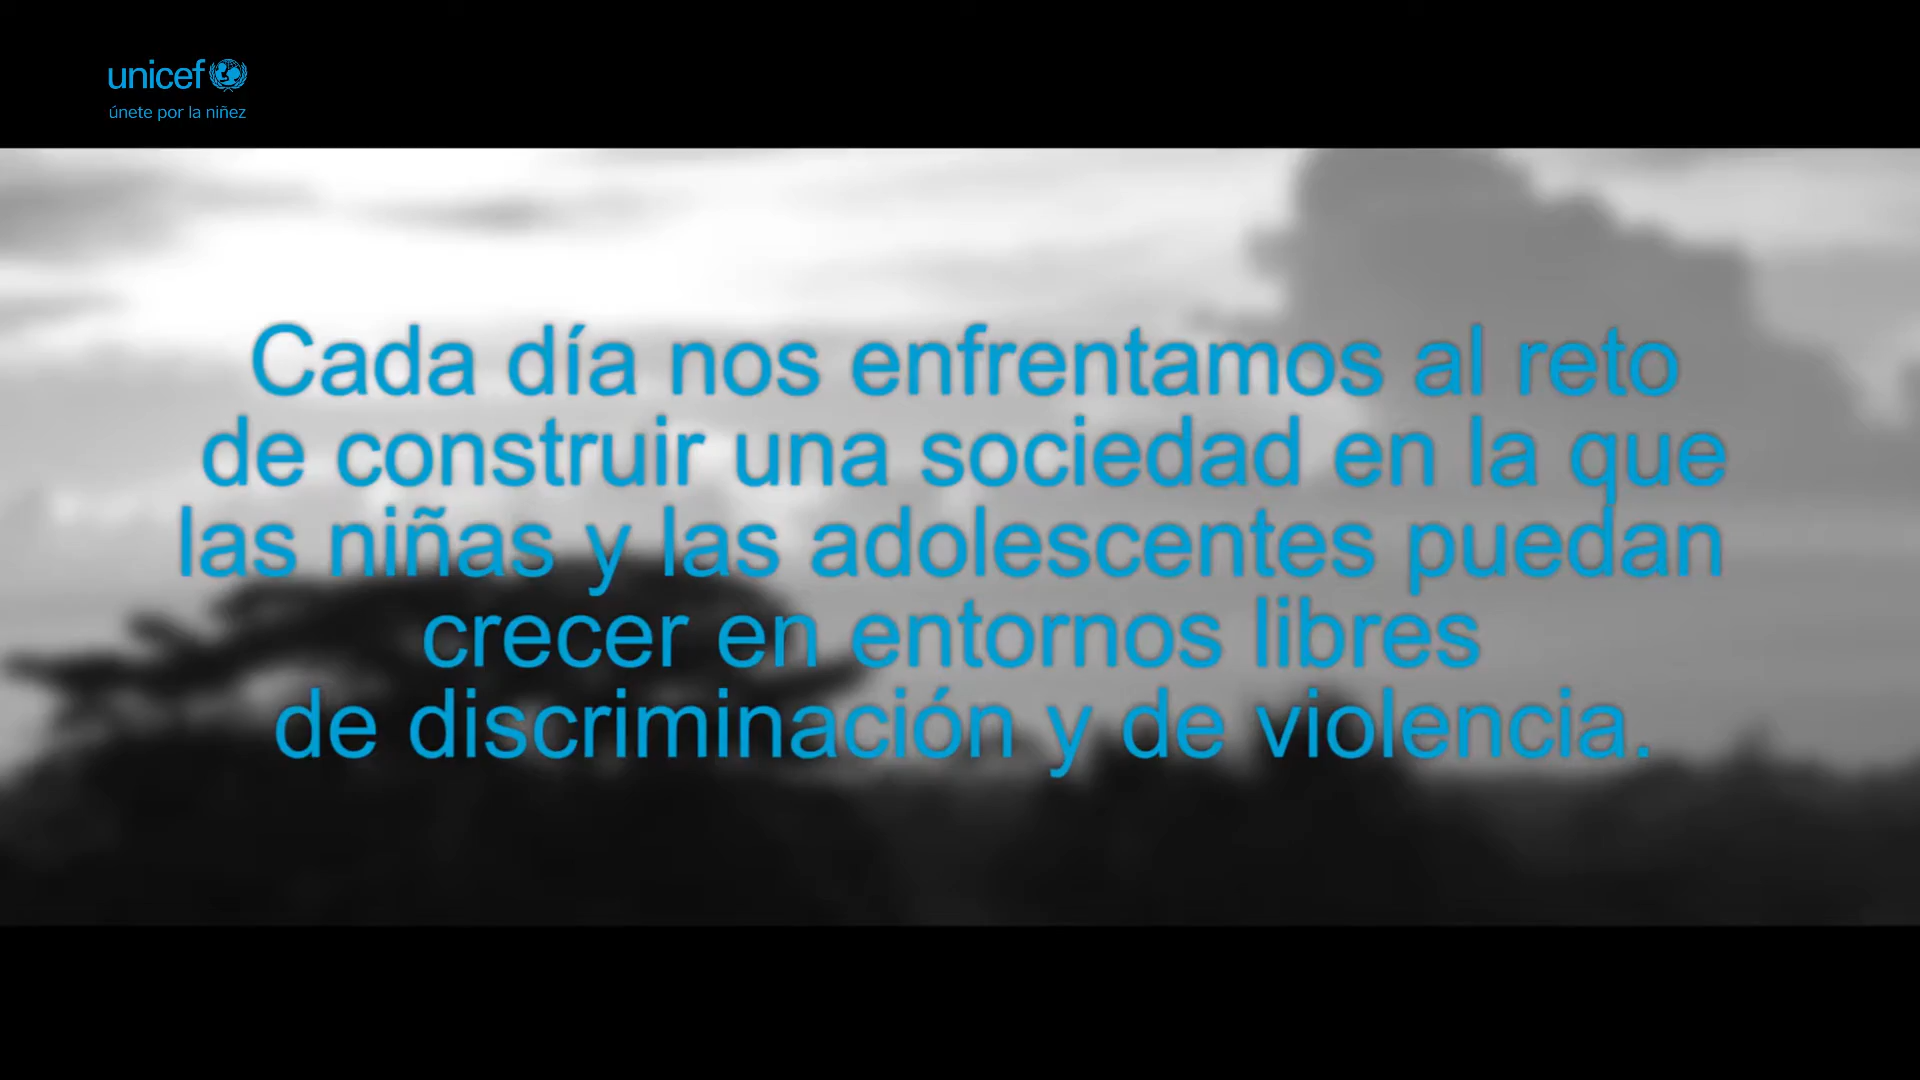 unicef
únete por la niñez
Cada día nos enfrentamos al reto
de construir una sociedad en la que
las niñas y las adolescentes puedan
crecer en entornos libres
de discriminación y de violencia.